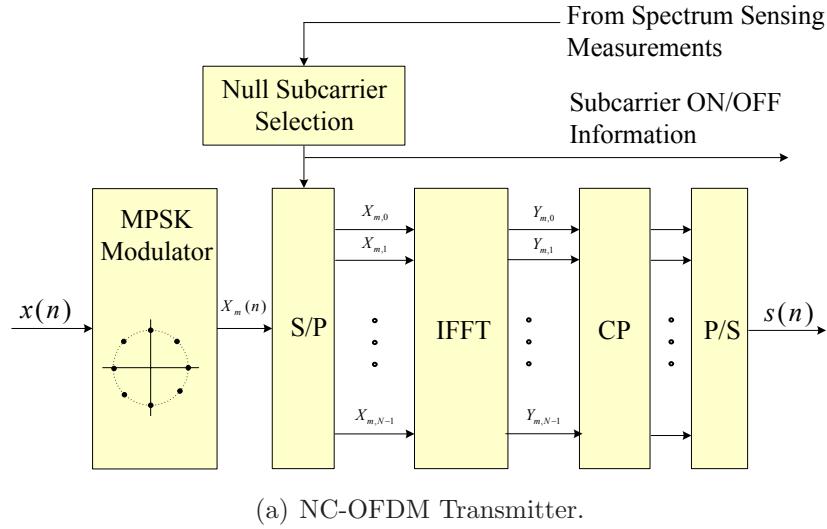 From Spectrum Sensing
Measurements
Null Subcarrier
Selection
Subcarrier ON/OFF
Information
MPSK
Modulator
x(n)
X_m(n)
S/P
X_{m,0}
X_{m,1}
X_{m,N-1}
IFFT
Y_{m,0}
Y_{m,1}
Y_{m,N-1}
CP
P/S
s(n)
(a) NC-OFDM Transmitter.